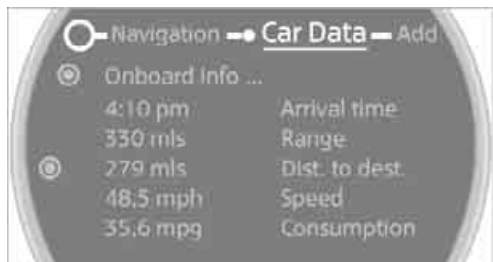 Navigation Car Data Add
Onboard Info ...
4:10 pm Arrival time
330 mls Range
279 mls Dist. to dest.
48.5 mph Speed
35.6 mpg Consumption